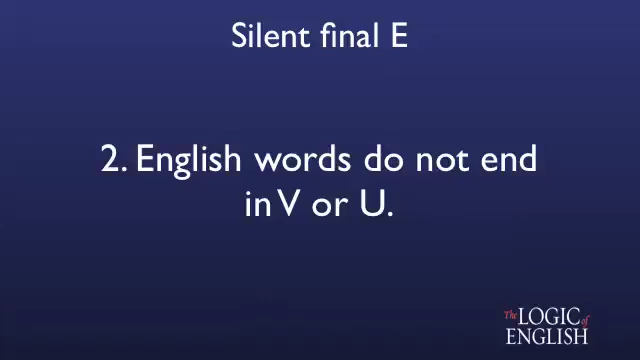 Silent final E
2. English words do not end
in V or U.
The LOGIC of
ENGLISH